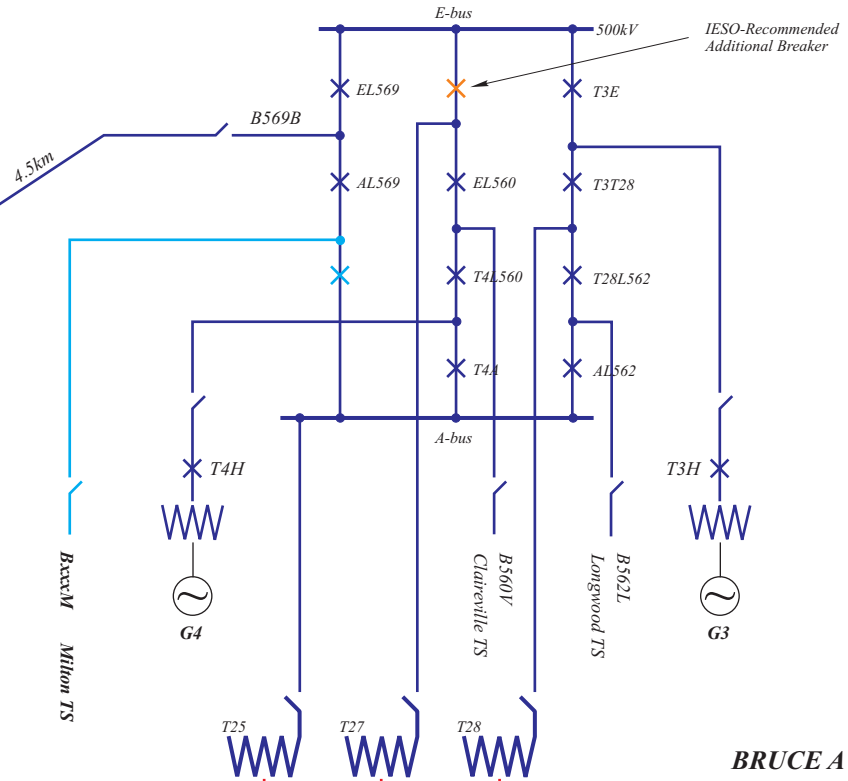 E-bus
500kV
IESO-Recommended
Additional Breaker
EL569
T3E
B569B
4.5km
AL569
EL560
T3T28
T4L560
T28L562
T4A
AL562
A-bus
T4H
T3H
BxxxM Milton TS
B560V
Claireville TS
B562L
Longwood TS
G4
G3
T25
T27
T28
BRUCE A